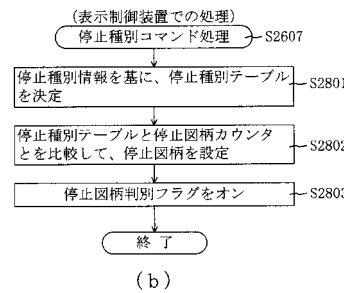 (表示制御装置での処理)
停止種別コマンド処理 S2607
停止種別情報を基に、停止種別テーブル
を決定
S2801
停止種別テーブルと停止図柄カウンタ
とを比較して、停止図柄を設定
S2802
停止図柄判別フラグをオン S2803
終了
(b)